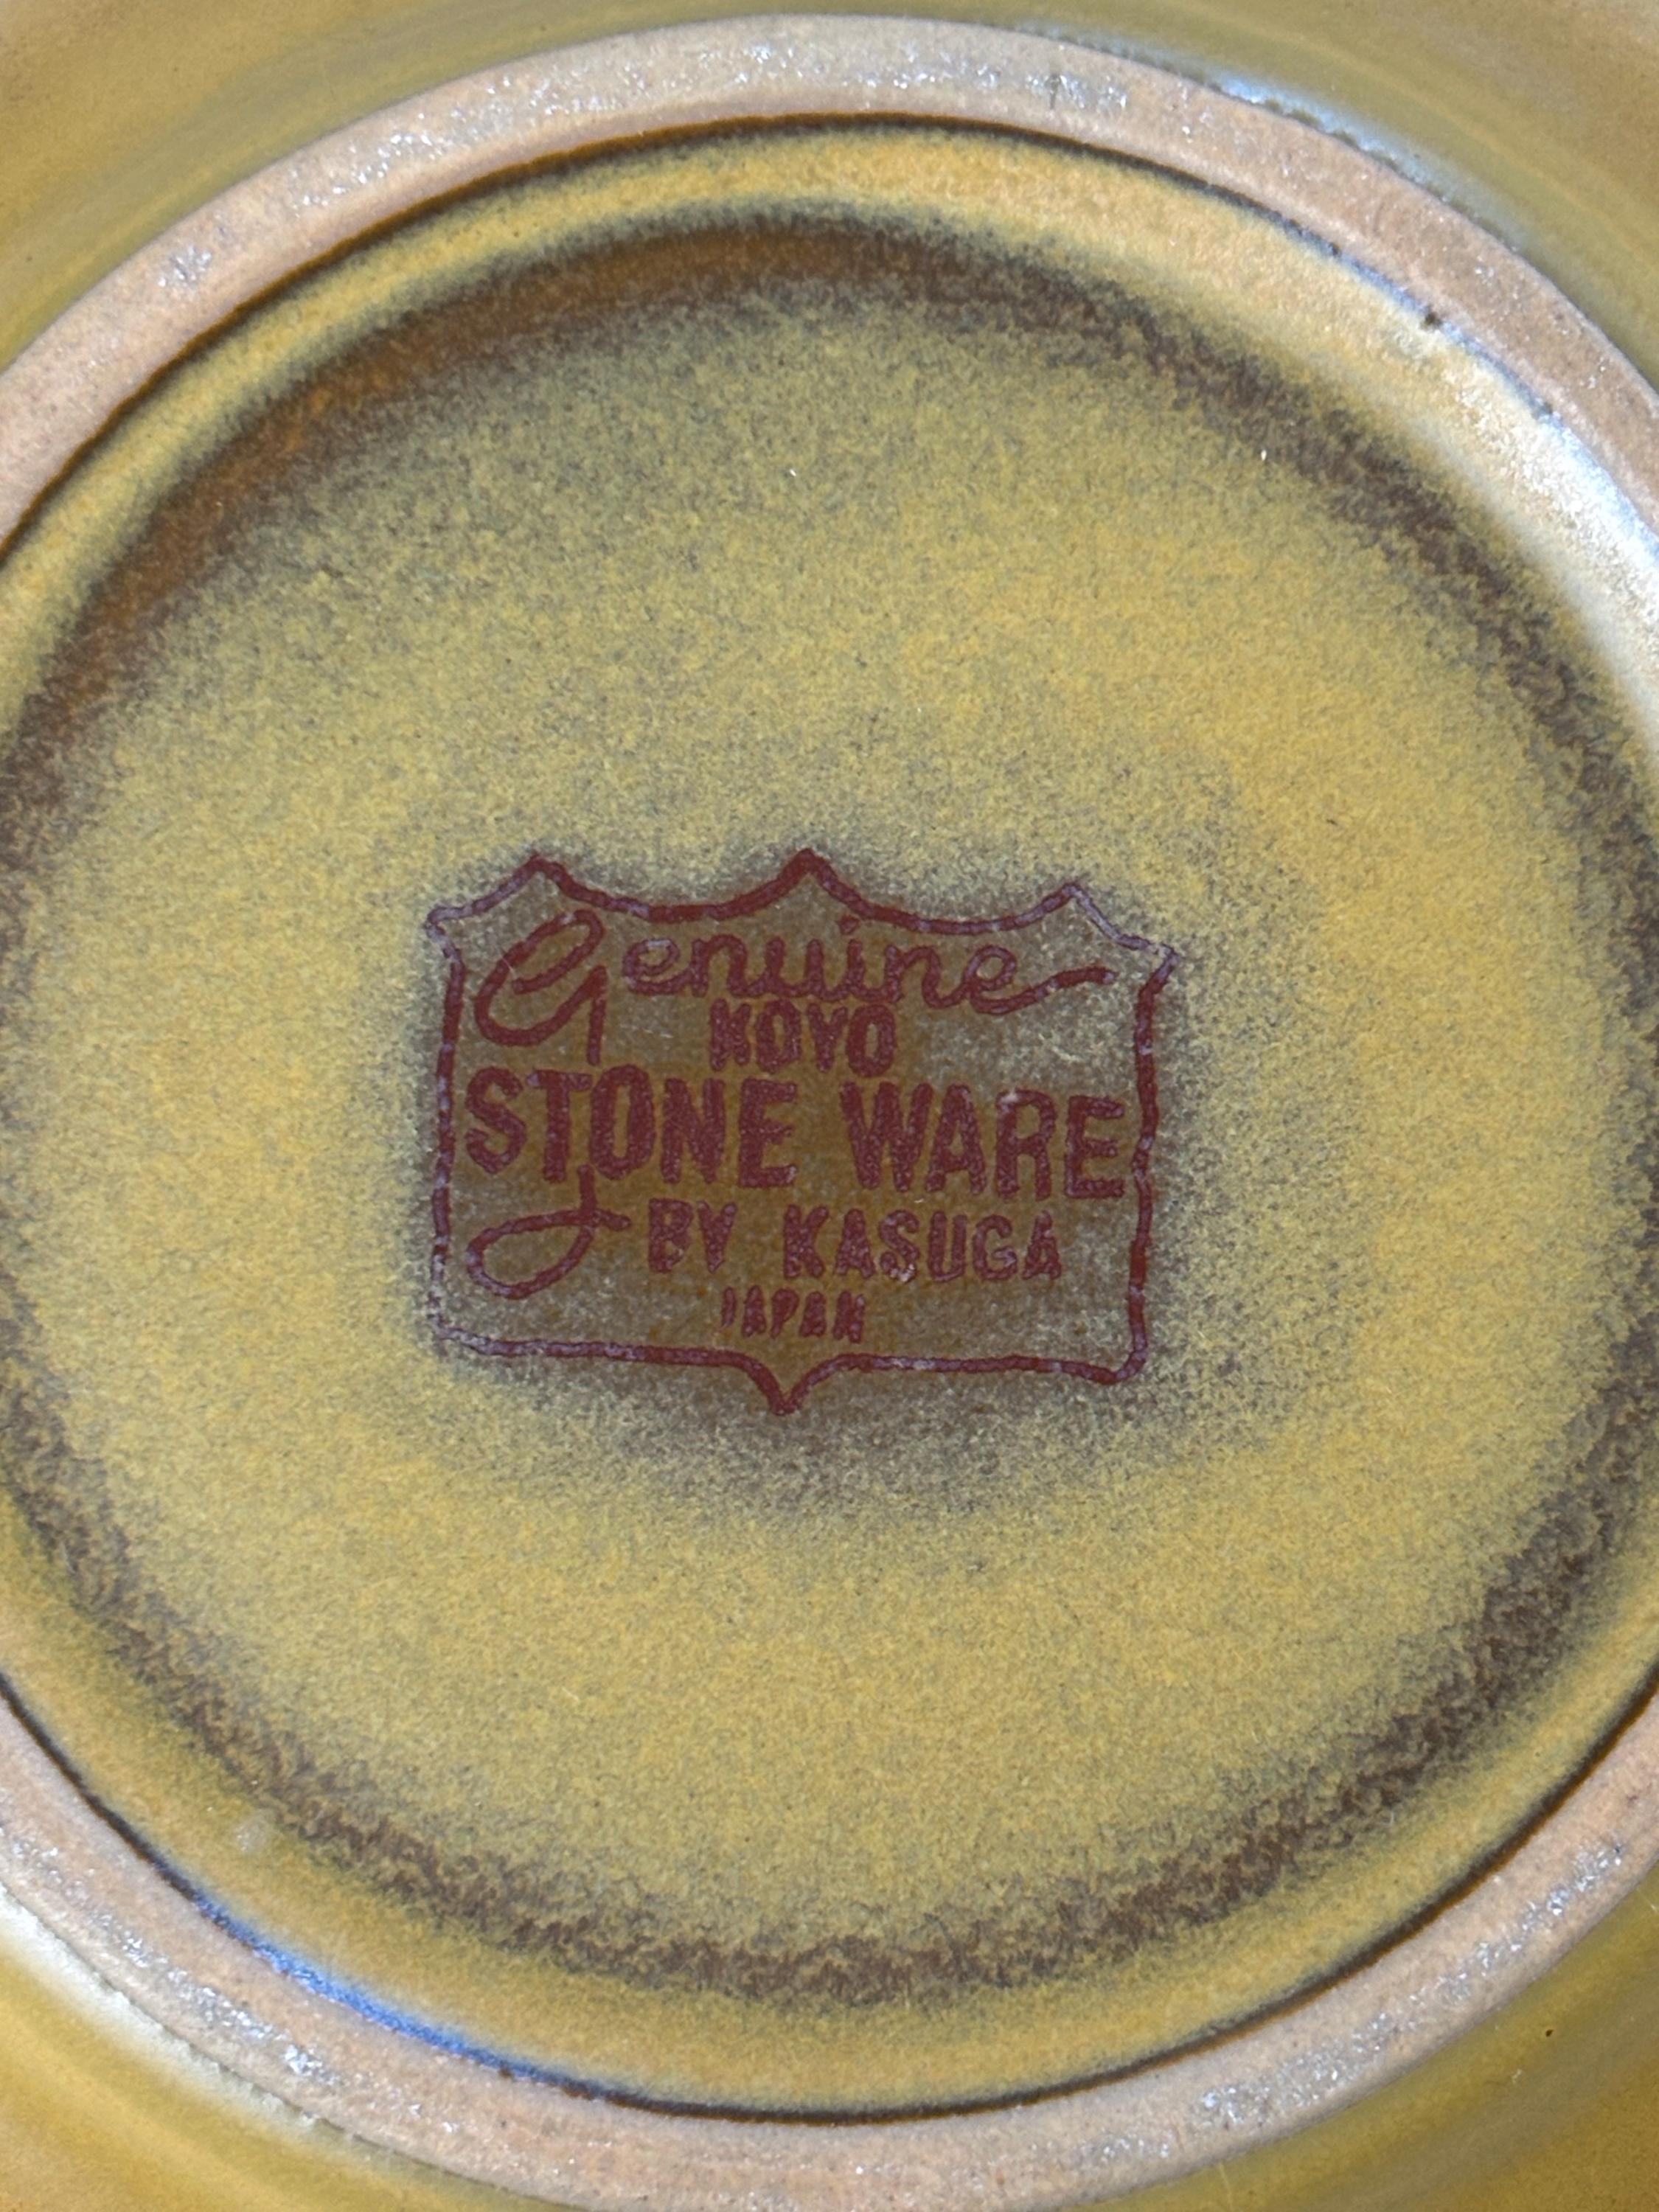 Genuine
KOYO
STONE WARE
BY KASUGA
JAPAN